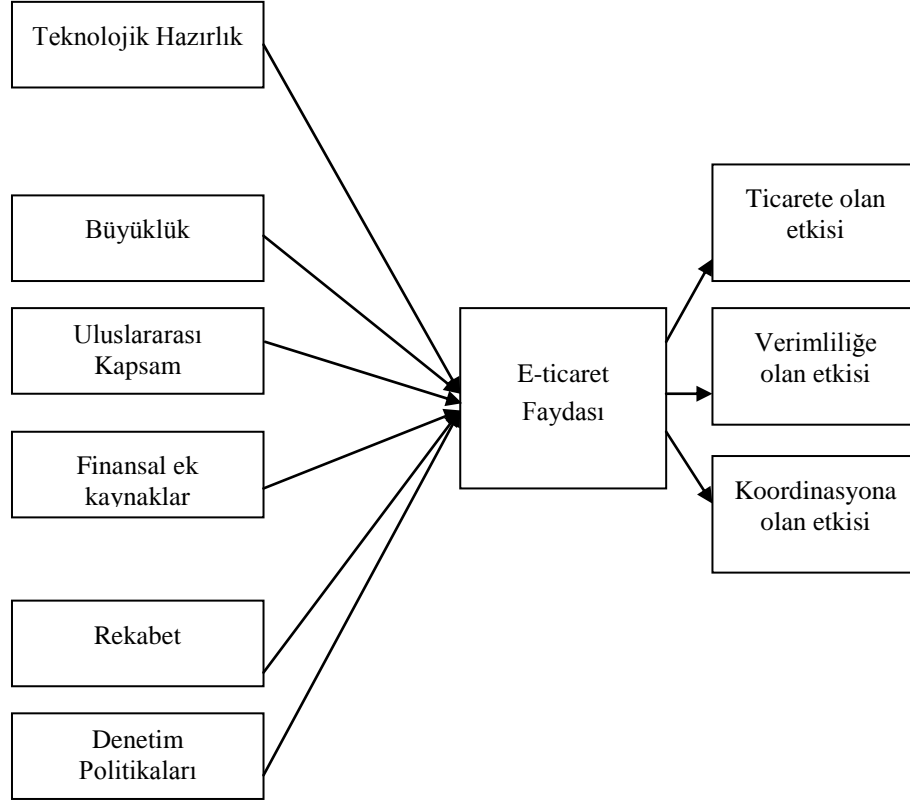 Teknolojik Hazırlık
Büyüklük
Uluslararası
Kapsam
Finansal ek
kaynaklar
Rekabet
Denetim
Politikaları
E-ticaret
Faydası
Ticarete olan
etkisi
Verimliliğe
olan etkisi
Koordinasyona
olan etkisi